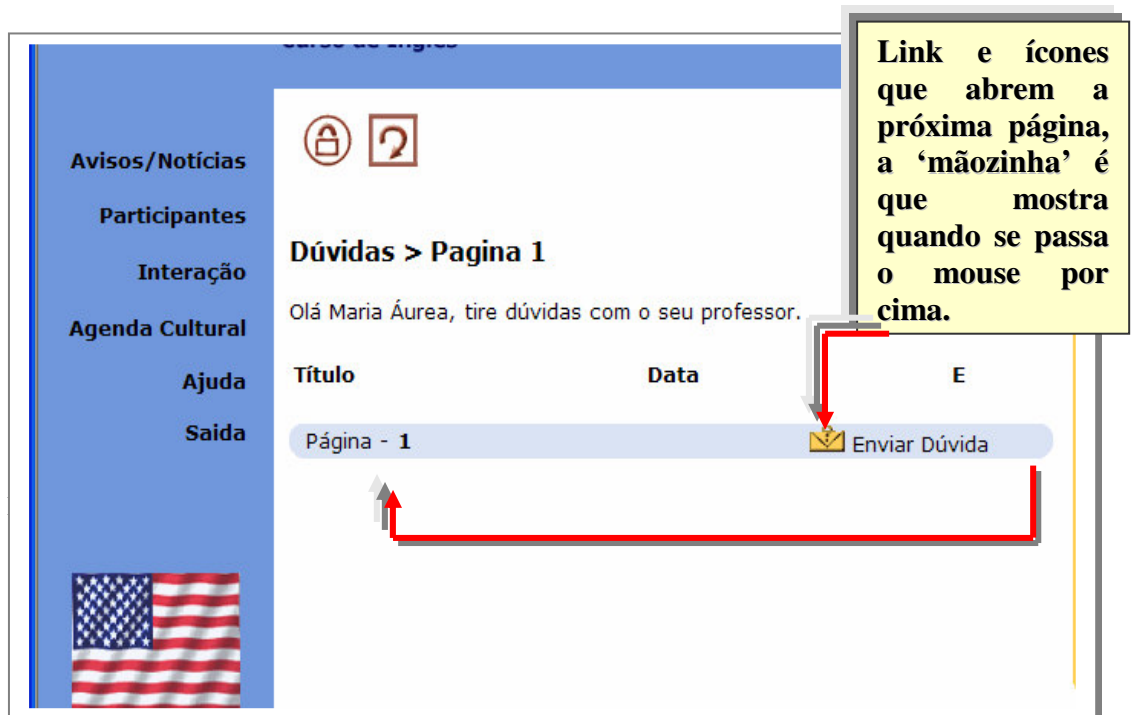 Link e ícones
que abrem a
próxima página,
a ‘mãozinha’ é
que mostra
quando se passa
o mouse por
cima.
Avisos/Notícias
Participantes
Interação
Agenda Cultural
Ajuda
Saida
Dúvidas > Pagina 1
Olá Maria Áurea, tire dúvidas com o seu professor.
Título Data E
Página - 1 Enviar Dúvida